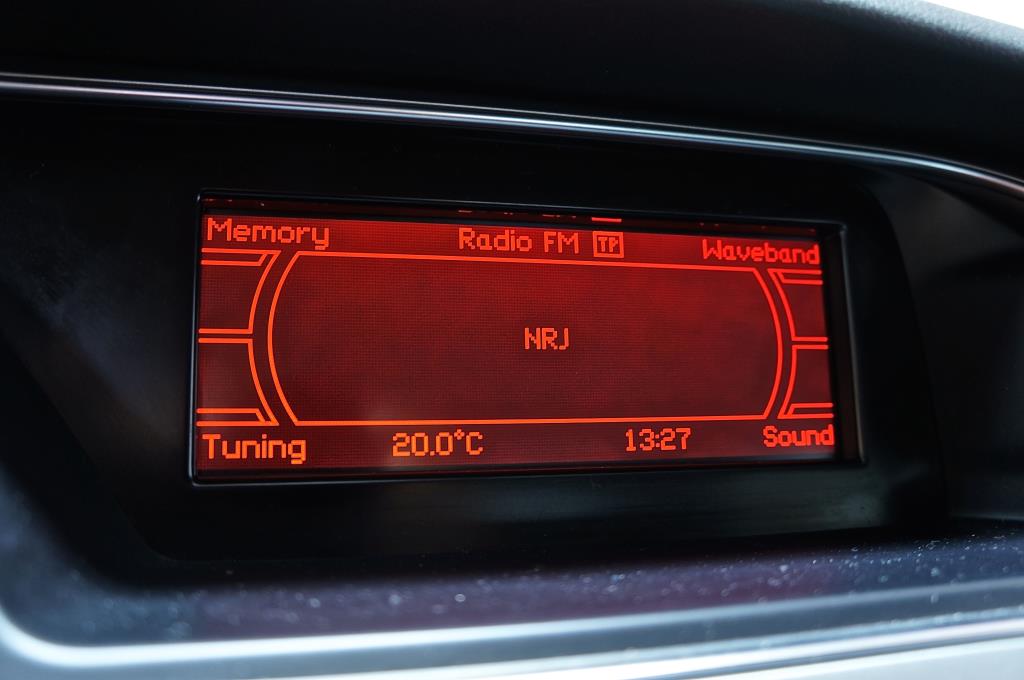 Memory Radio FM TP Waveband
NRJ
Tuning 20.0°C 13:27 Sound